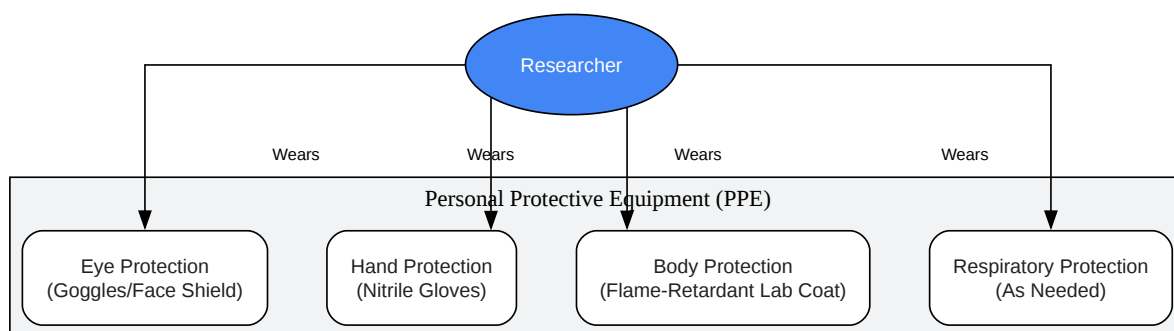 Researcher
Wears Wears Wears Wears
Personal Protective Equipment (PPE)
Eye Protection
(Goggles/Face Shield)
Hand Protection
(Nitrile Gloves)
Body Protection
(Flame-Retardant Lab Coat)
Respiratory Protection
(As Needed)